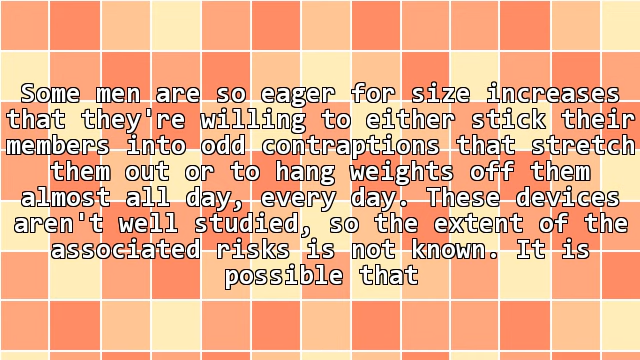 Some men are so eager for size increases
that they're willing to either stick their
members into odd contraptions that stretch
them out or to hang weights off them
almost all day, every day. These devices
aren't well studied, so the extent of the
associated risks is not known. It is
possible that